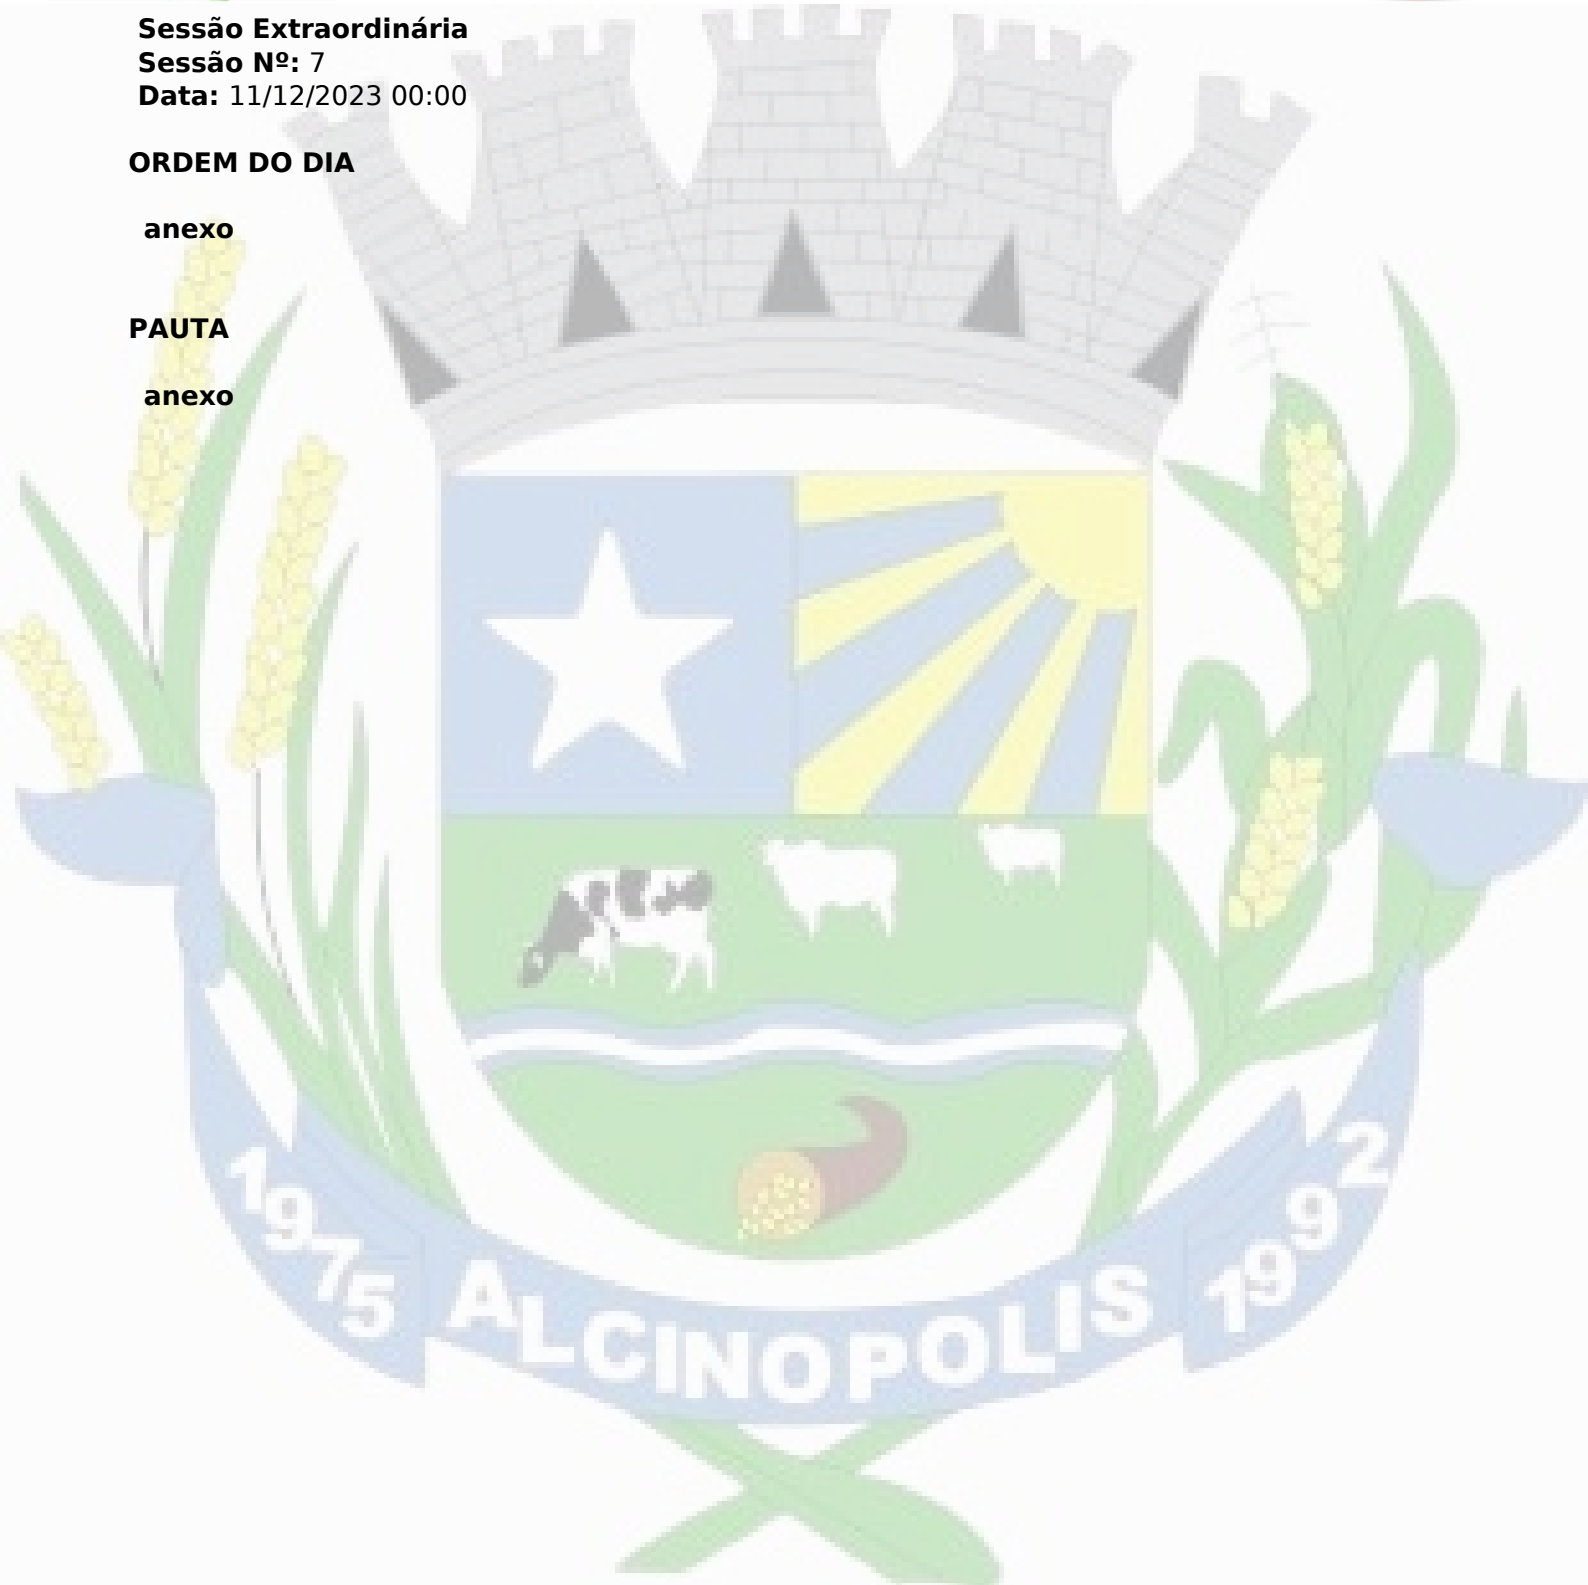 Sessão Extraordinária
Sessão Nº: 7
Data: 11/12/2023 00:00
ORDEM DO DIA
anexo
PAUTA
anexo
1975
ALCINOPOLIS
1992